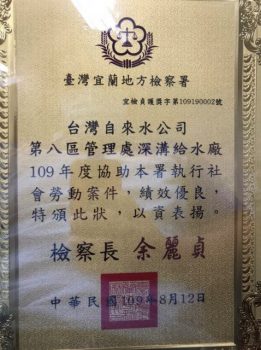 臺灣宜蘭地方檢察署
宜檢貞護獎字第109190002號
台灣自來水公司
第八區管理處深溝給水廠
109年度協助本署執行社
會勞動案件，績效優良，
特頒此狀，以資表揚。
檢察長 余麗貞
中華民國109年8月12日